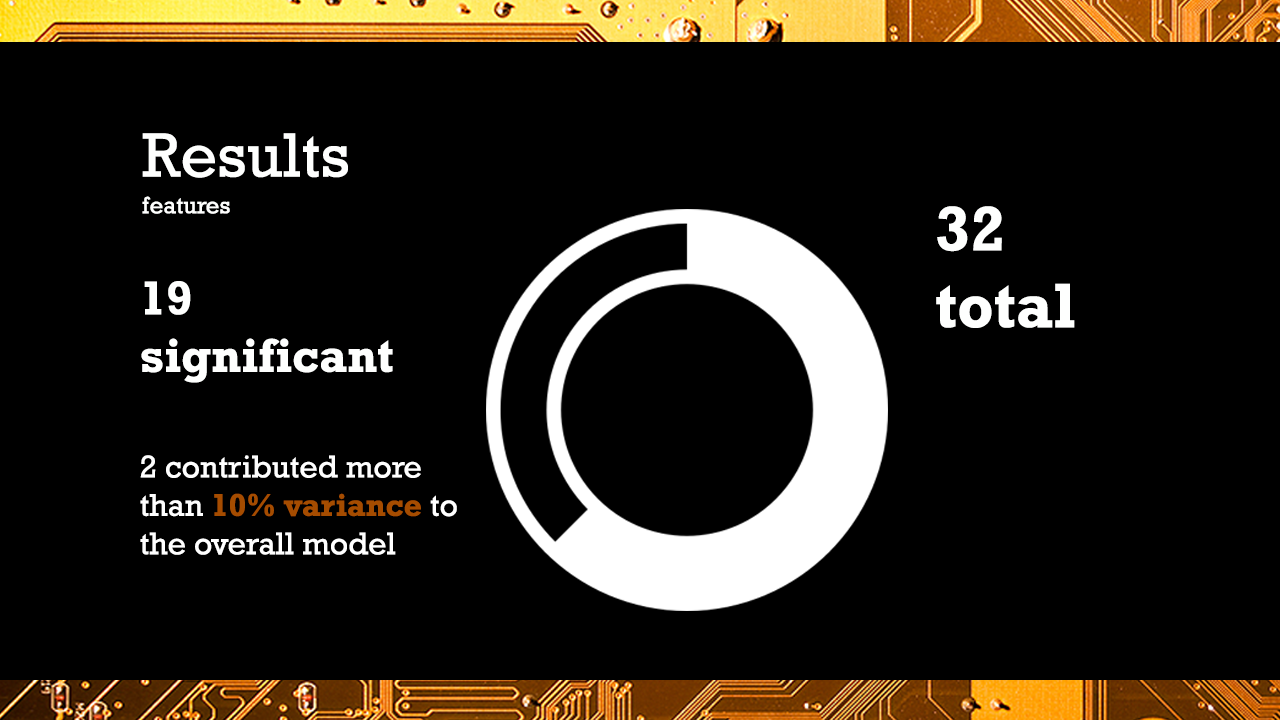 Results
features
19
significant
2 contributed more
than 10% variance to
the overall model
32
total